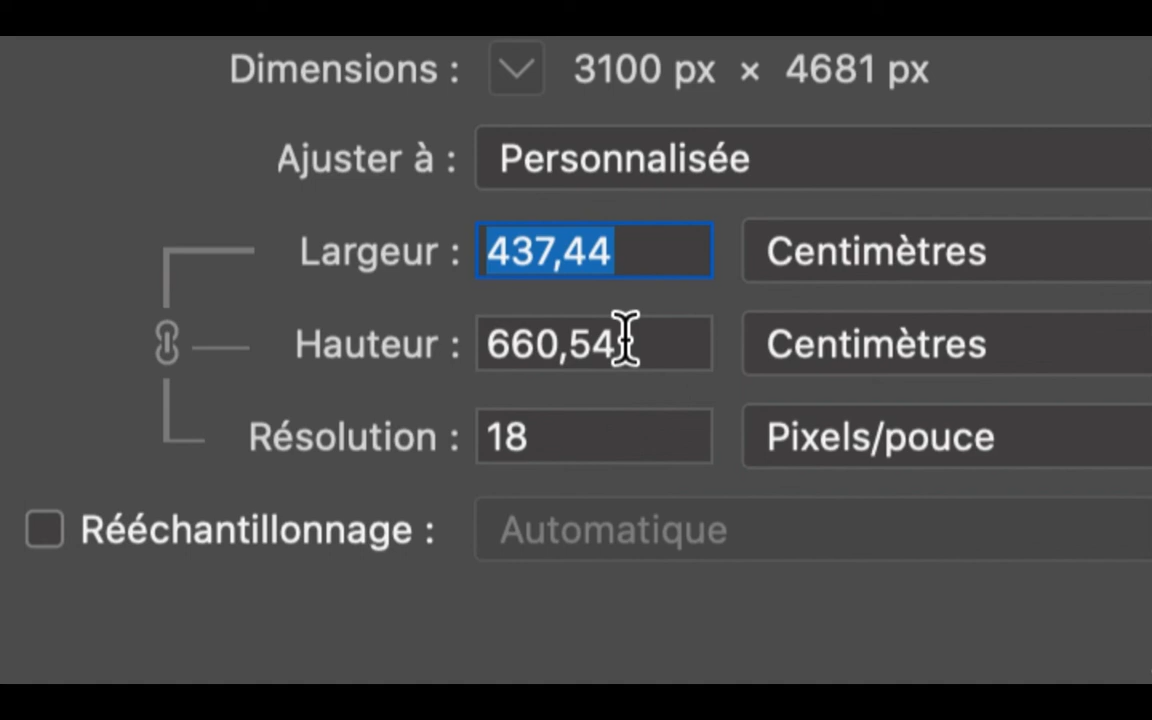 Dimensions : 3100 px × 4681 px
Ajuster à : Personnalisée
Largeur : 437,44 Centimètres
Hauteur : 660,54 Centimètres
Résolution : 18 Pixels/pouce
Rééchantillonnage : Automatique